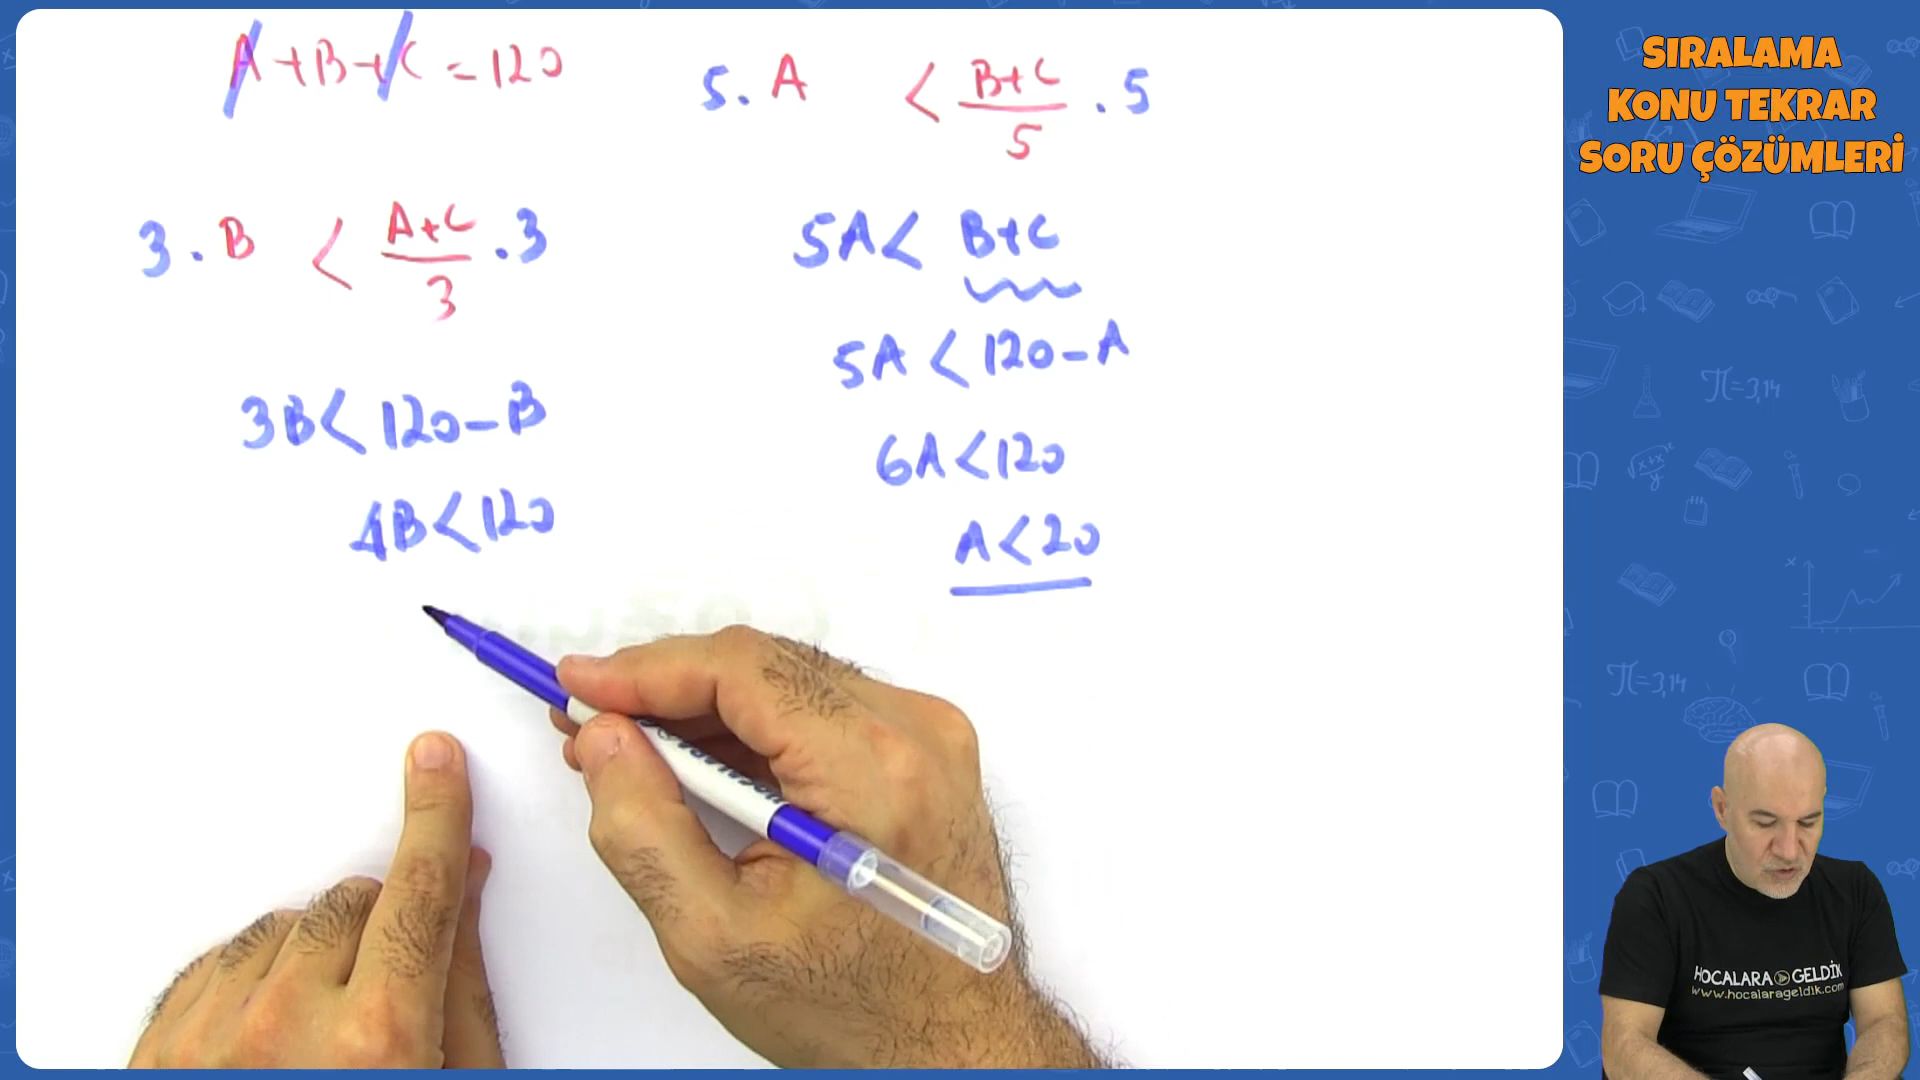 A+B+C=120
3.B < A+C/3 .3
3B<120-B
4B<120
5.A < B+C/5 .5
5A< B+C
5A<120-A
6A<120
A<20
SIRALAMA
KONU TEKRAR
SORU ÇÖZÜMLERİ
π=3,14
π=3,14
HOCALARA GELDİK
www.hocalarageldik.com